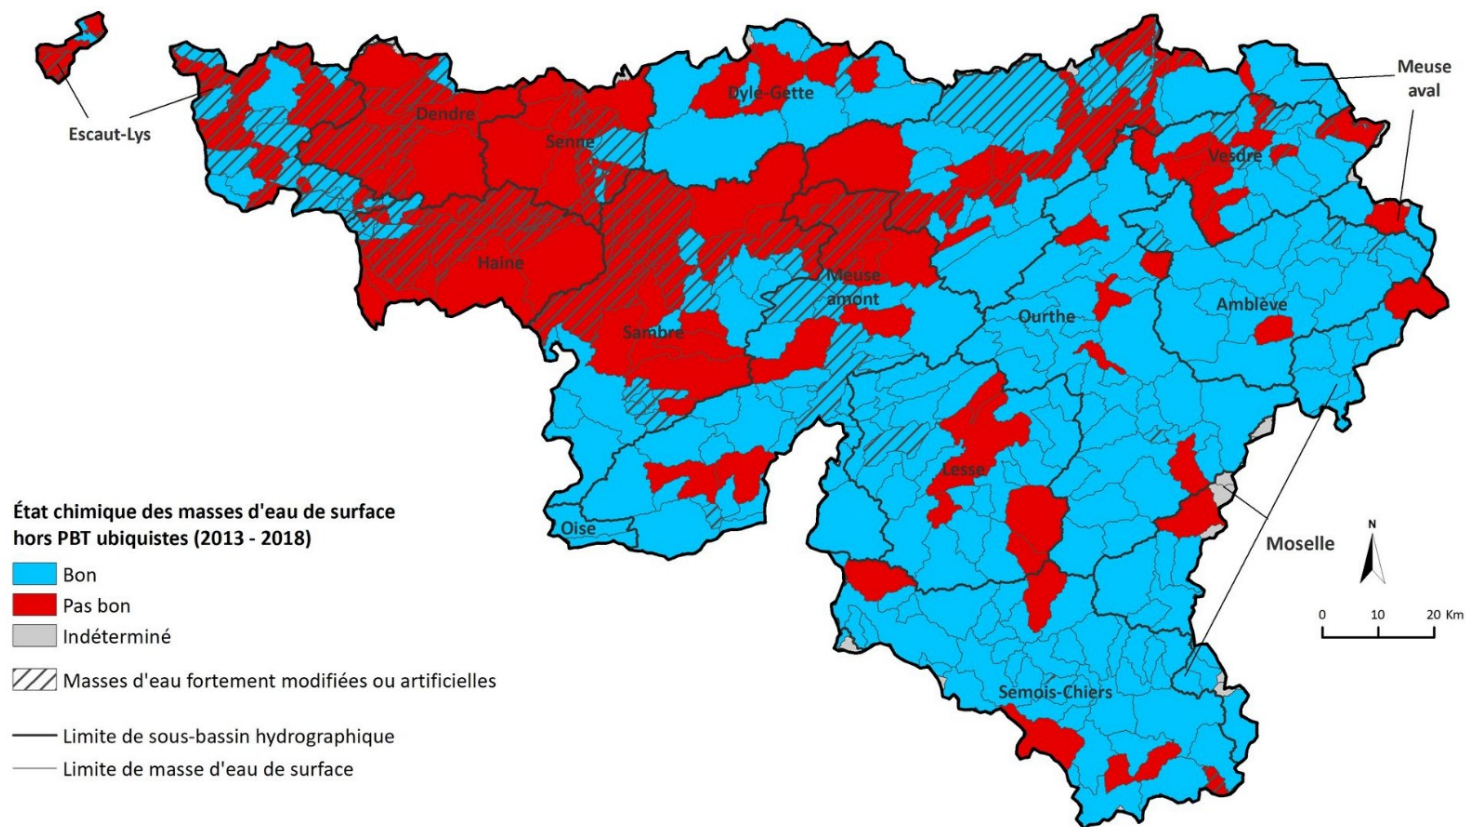 Escaut-Lys
Dendre
Senne
Dyle-Gette
Meuse
aval
Vesdre
Haine
Meuse
amont
Sambre
Ourthe
Amblève
Lesse
Oise
Moselle
Semois-Chiers
État chimique des masses d'eau de surface
hors PBT ubiquistes (2013 - 2018)
Bon
Pas bon
Indéterminé
Masses d'eau fortement modifiées ou artificielles
Limite de sous-bassin hydrographique
Limite de masse d'eau de surface
N
0 10 20 Km